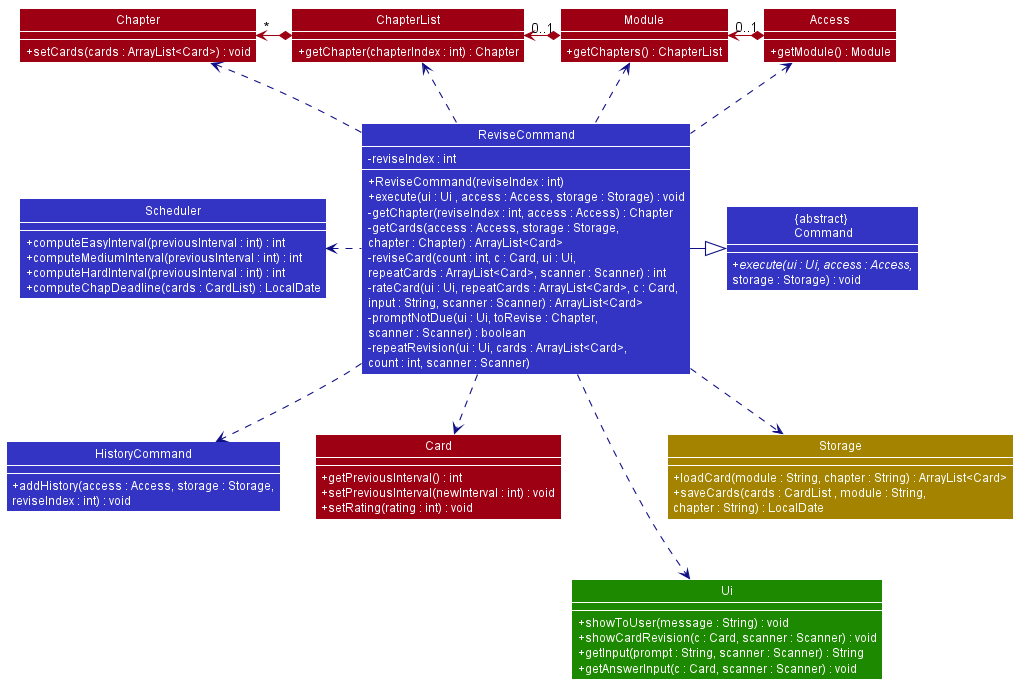 Chapter
+setCards(cards : ArrayList<Card>) : void
*
ChapterList
+getChapter(chapterIndex : int) : Chapter
0..1
Module
+getChapters() : ChapterList
0..1
Access
+getModule() : Module
ReviseCommand
-reviseIndex : int
+ReviseCommand(reviseIndex : int)
+execute(ui : Ui , access : Access, storage : Storage) : void
-getChapter(reviseIndex : int, access : Access) : Chapter
-getCards(access : Access, storage : Storage,
chapter : Chapter) : ArrayList<Card>
-reviseCard(count : int, c : Card, ui : Ui,
repeatCards : ArrayList<Card>, scanner : Scanner) : int
-rateCard(ui : Ui, repeatCards : ArrayList<Card>, c : Card,
input : String, scanner : Scanner) : ArrayList<Card>
-promptNotDue(ui : Ui, toRevise : Chapter,
scanner : Scanner) : boolean
-repeatRevision(ui : Ui, cards : ArrayList<Card>,
count : int, scanner : Scanner)
Scheduler
+computeEasyInterval(previousInterval : int) : int
+computeMediumInterval(previousInterval : int) : int
+computeHardInterval(previousInterval : int) : int
+computeChapDeadline(cards : CardList) : LocalDate
{abstract}
Command
+execute(ui : Ui, access : Access,
storage : Storage) : void
HistoryCommand
+addHistory(access : Access, storage : Storage,
reviseIndex : int) : void
Card
+getPreviousInterval() : int
+setPreviousInterval(newInterval : int) : void
+setRating(rating : int) : void
Storage
+loadCard(module : String, chapter : String) : ArrayList<Card>
+saveCards(cards : CardList , module : String,
chapter : String) : LocalDate
Ui
+showToUser(message : String) : void
+showCardRevision(c : Card, scanner : Scanner) : void
+getInput(prompt : String, scanner : Scanner) : String
+getAnswerInput(c : Card, scanner : Scanner) : void